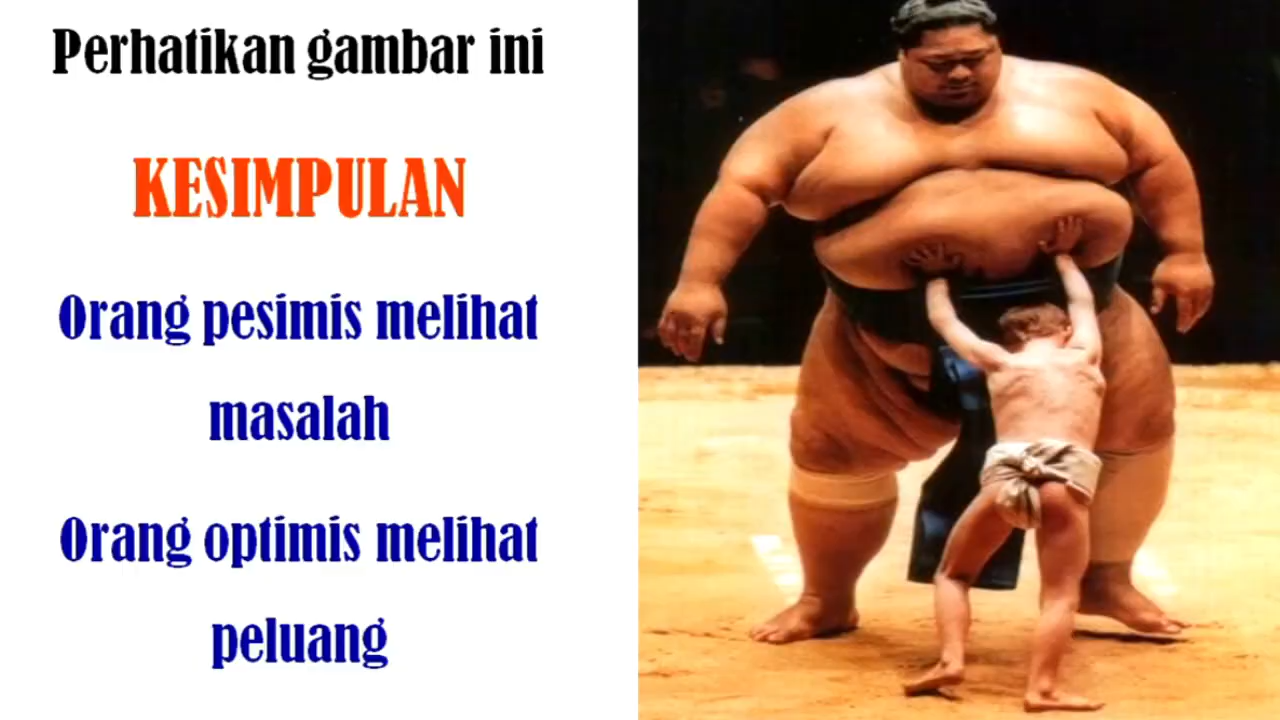 Perhatikan gambar ini
KESIMPULAN
Orang pesimis melihat
masalah
Orang optimis melihat
peluang